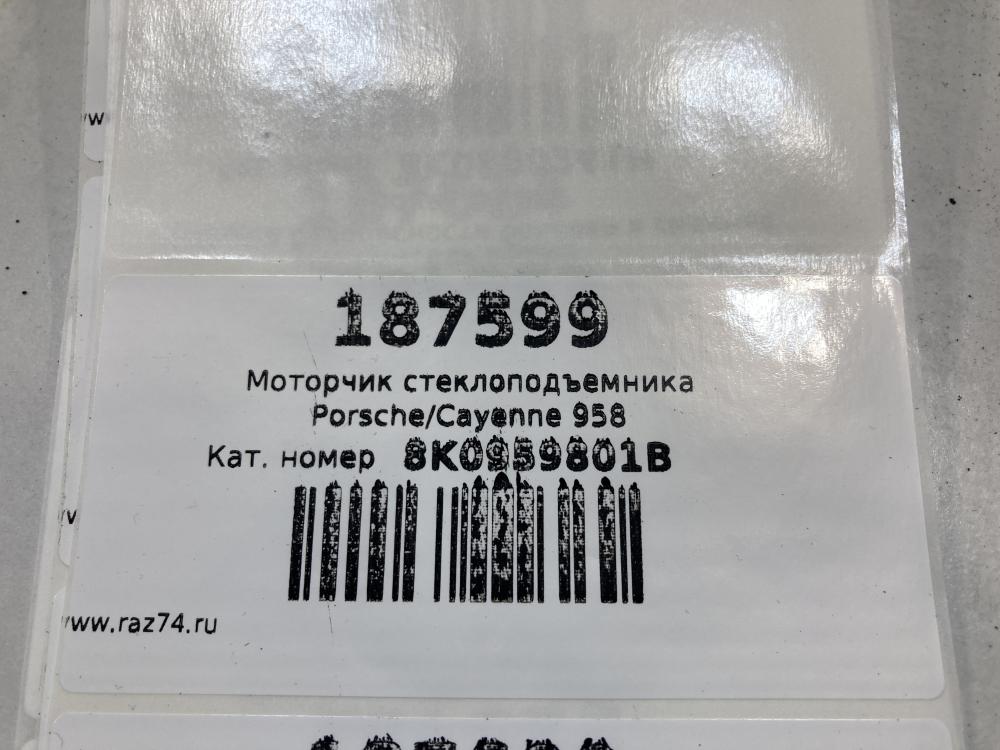 187599
Моторчик стеклоподъемника
Porsche/Cayenne 958
Кат. номер 8K0959801B
www.raz74.ru